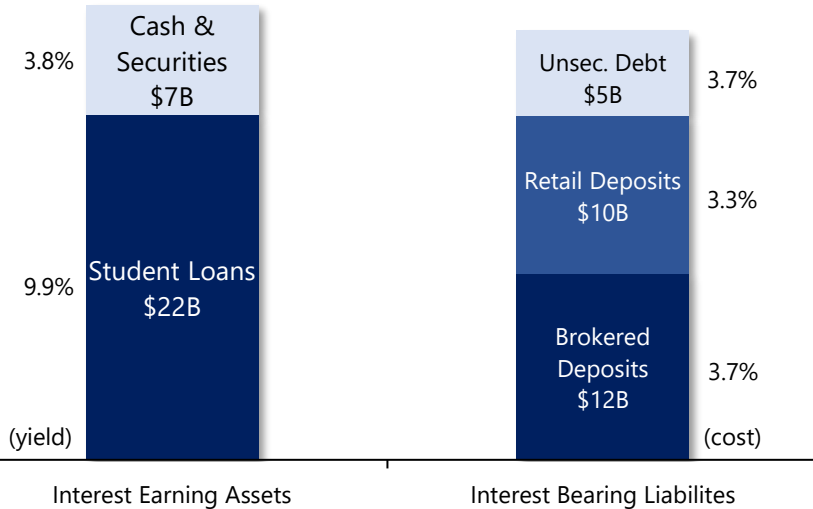 Cash &
Securities
$7B
3.8%
Student Loans
$22B
9.9%
(yield)
Unsec. Debt
$5B
3.7%
Retail Deposits
$10B
3.3%
Brokered
Deposits
$12B
3.7%
(cost)
Interest Earning Assets
Interest Bearing Liabilites